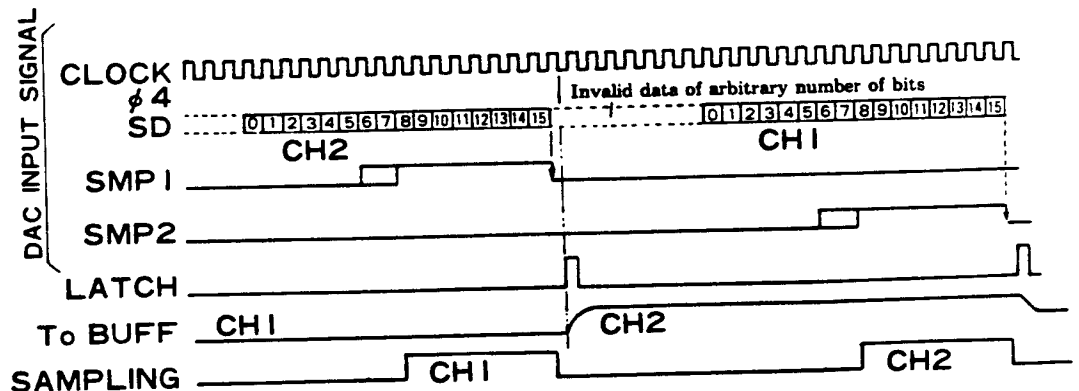 DAC INPUT SIGNAL
CLOCK
φ4
Invalid data of arbitrary number of bits
SD 0 1 2 3 4 5 6 7 8 9 10 11 12 13 14 15 0 1 2 3 4 5 6 7 8 9 10 11 12 13 14 15
CH2 CH1
SMP1
SMP2
LATCH
To BUFF CH1 CH2
SAMPLING CH1 CH2